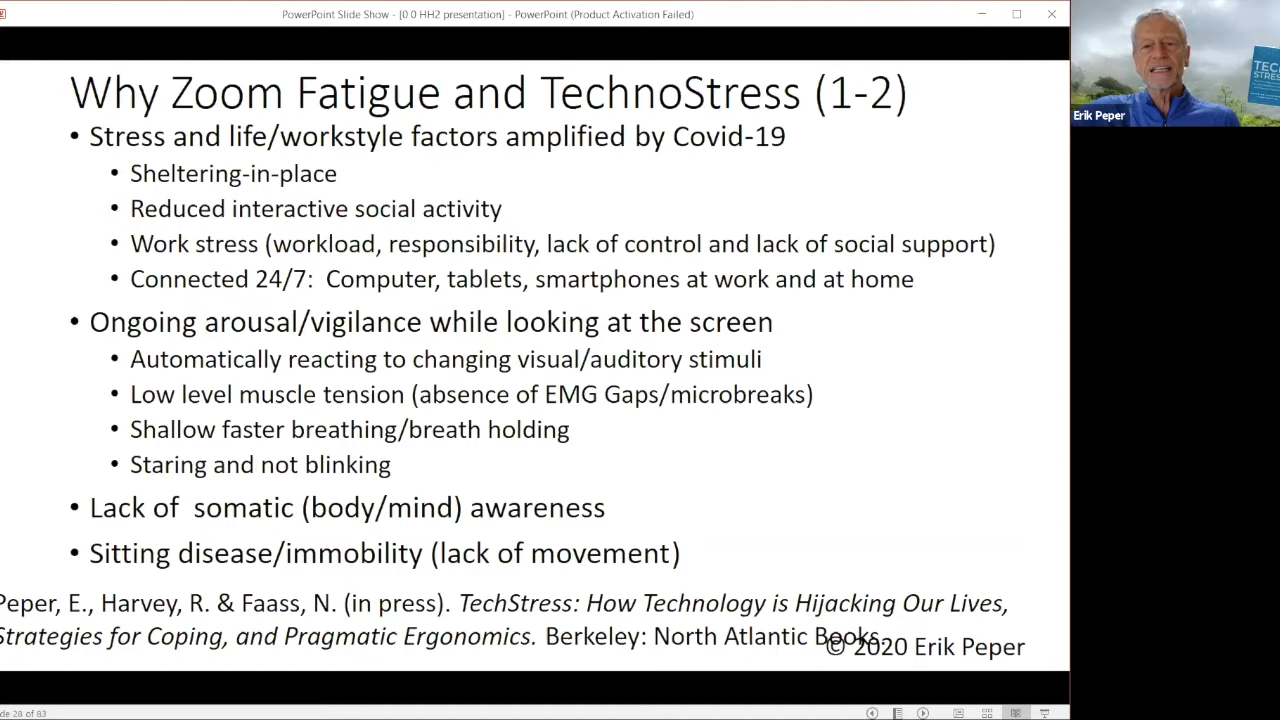 PowerPoint Slide Show - [0 0 HH2 presentation] - PowerPoint (Product Activation Failed)
Why Zoom Fatigue and TechnoStress (1-2)
• Stress and life/workstyle factors amplified by Covid-19
• Sheltering-in-place
• Reduced interactive social activity
• Work stress (workload, responsibility, lack of control and lack of social support)
• Connected 24/7: Computer, tablets, smartphones at work and at home
• Ongoing arousal/vigilance while looking at the screen
• Automatically reacting to changing visual/auditory stimuli
• Low level muscle tension (absence of EMG Gaps/microbreaks)
• Shallow faster breathing/breath holding
• Staring and not blinking
• Lack of somatic (body/mind) awareness
• Sitting disease/immobility (lack of movement)
Peper, E., Harvey, R. & Faass, N. (in press). TechStress: How Technology is Hijacking Our Lives,
Strategies for Coping, and Pragmatic Ergonomics. Berkeley: North Atlantic Books.
© 2020 Erik Peper
de 28 of 83
TEC
STRES
Erik Peper